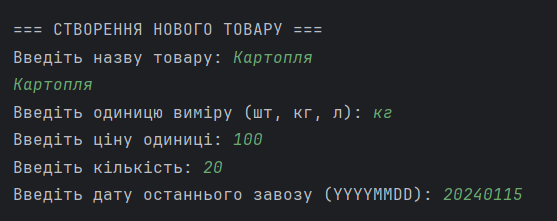 === СТВОРЕННЯ НОВОГО ТОВАРУ ===
Введіть назву товару: Картопля
Картопля
Введіть одиницю виміру (шт, кг, л): кг
Введіть ціну одиниці: 100
Введіть кількість: 20
Введіть дату останнього завозу (YYYYMMDD): 20240115